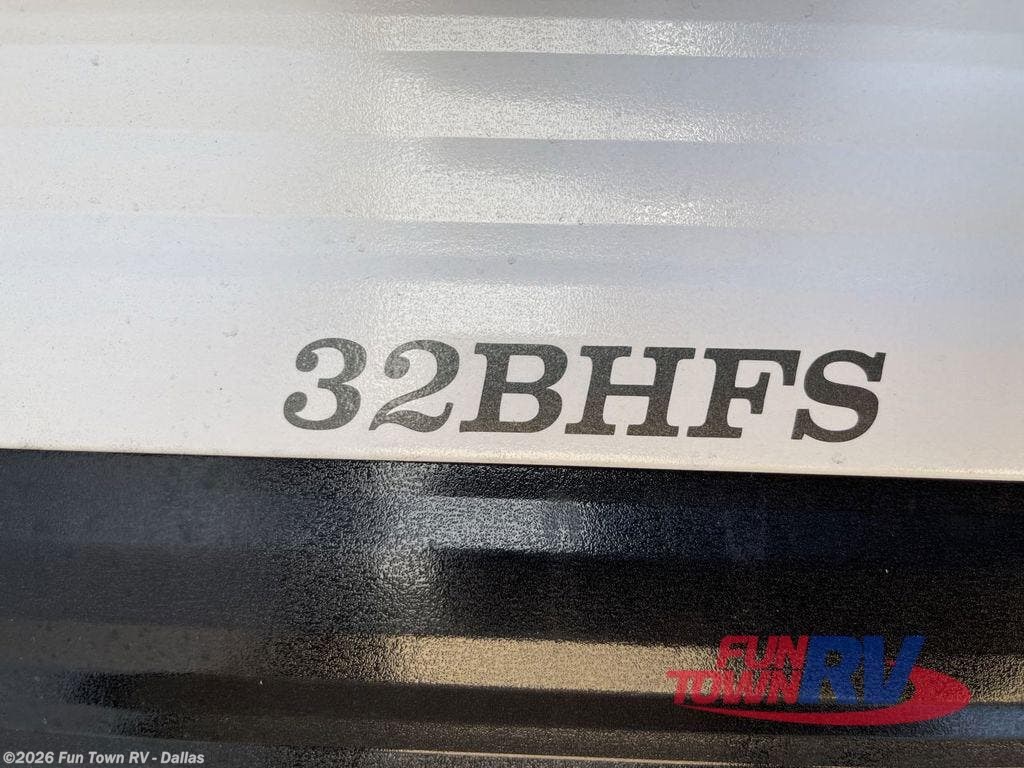 32BHFS
FUN
TOWN RV
©2026 Fun Town RV - Dallas